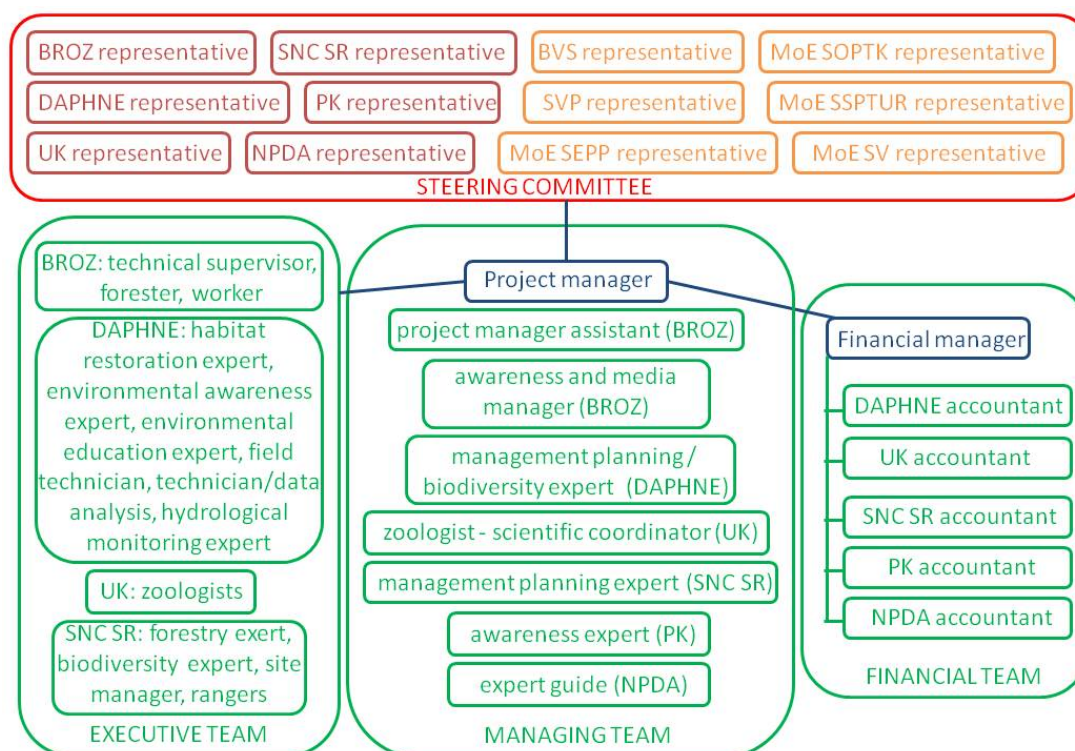 BROZ representative
SNC SR representative
BVS representative
MoE SOPTK representative
DAPHNE representative
PK representative
SVP representative
MoE SSPTUR representative
UK representative
NPDA representative
MoE SEPP representative
MoE SV representative
STEERING COMMITTEE
BROZ: technical supervisor,
forester, worker
DAPHNE: habitat
restoration expert,
environmental awareness
expert, environmental
education expert, field
technician, technician/data
analysis, hydrological
monitoring expert
UK: zoologists
SNC SR: forestry exert,
biodiversity expert, site
manager, rangers
EXECUTIVE TEAM
Project manager
project manager assistant (BROZ)
awareness and media
manager (BROZ)
management planning /
biodiversity expert (DAPHNE)
zoologist - scientific coordinator (UK)
management planning expert (SNC SR)
awareness expert (PK)
expert guide (NPDA)
MANAGING TEAM
Financial manager
DAPHNE accountant
UK accountant
SNC SR accountant
PK accountant
NPDA accountant
FINANCIAL TEAM